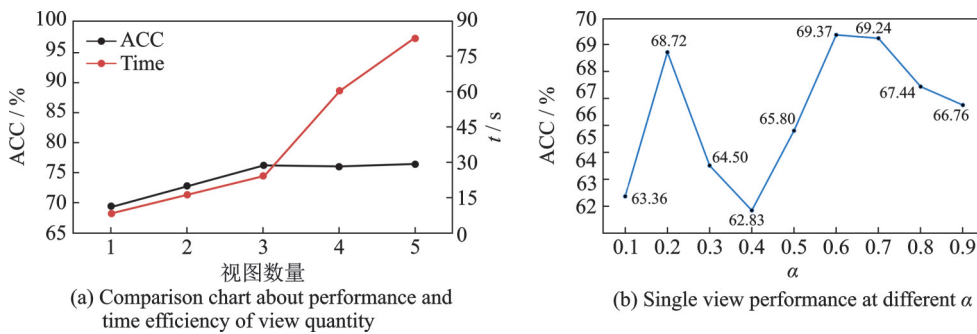 100
95
90
85
80
75
70
65
ACC / %
ACC
Time
90
75
60
45
30
15
0
t / s
1 2 3 4 5
视图数量
(a) Comparison chart about performance and
time efficiency of view quantity
70
69
68
67
66
65
64
63
62
ACC / %
63.36
68.72
64.50
62.83
65.80
69.37
69.24
67.44
66.76
0.1 0.2 0.3 0.4 0.5 0.6 0.7 0.8 0.9
α
(b) Single view performance at different α